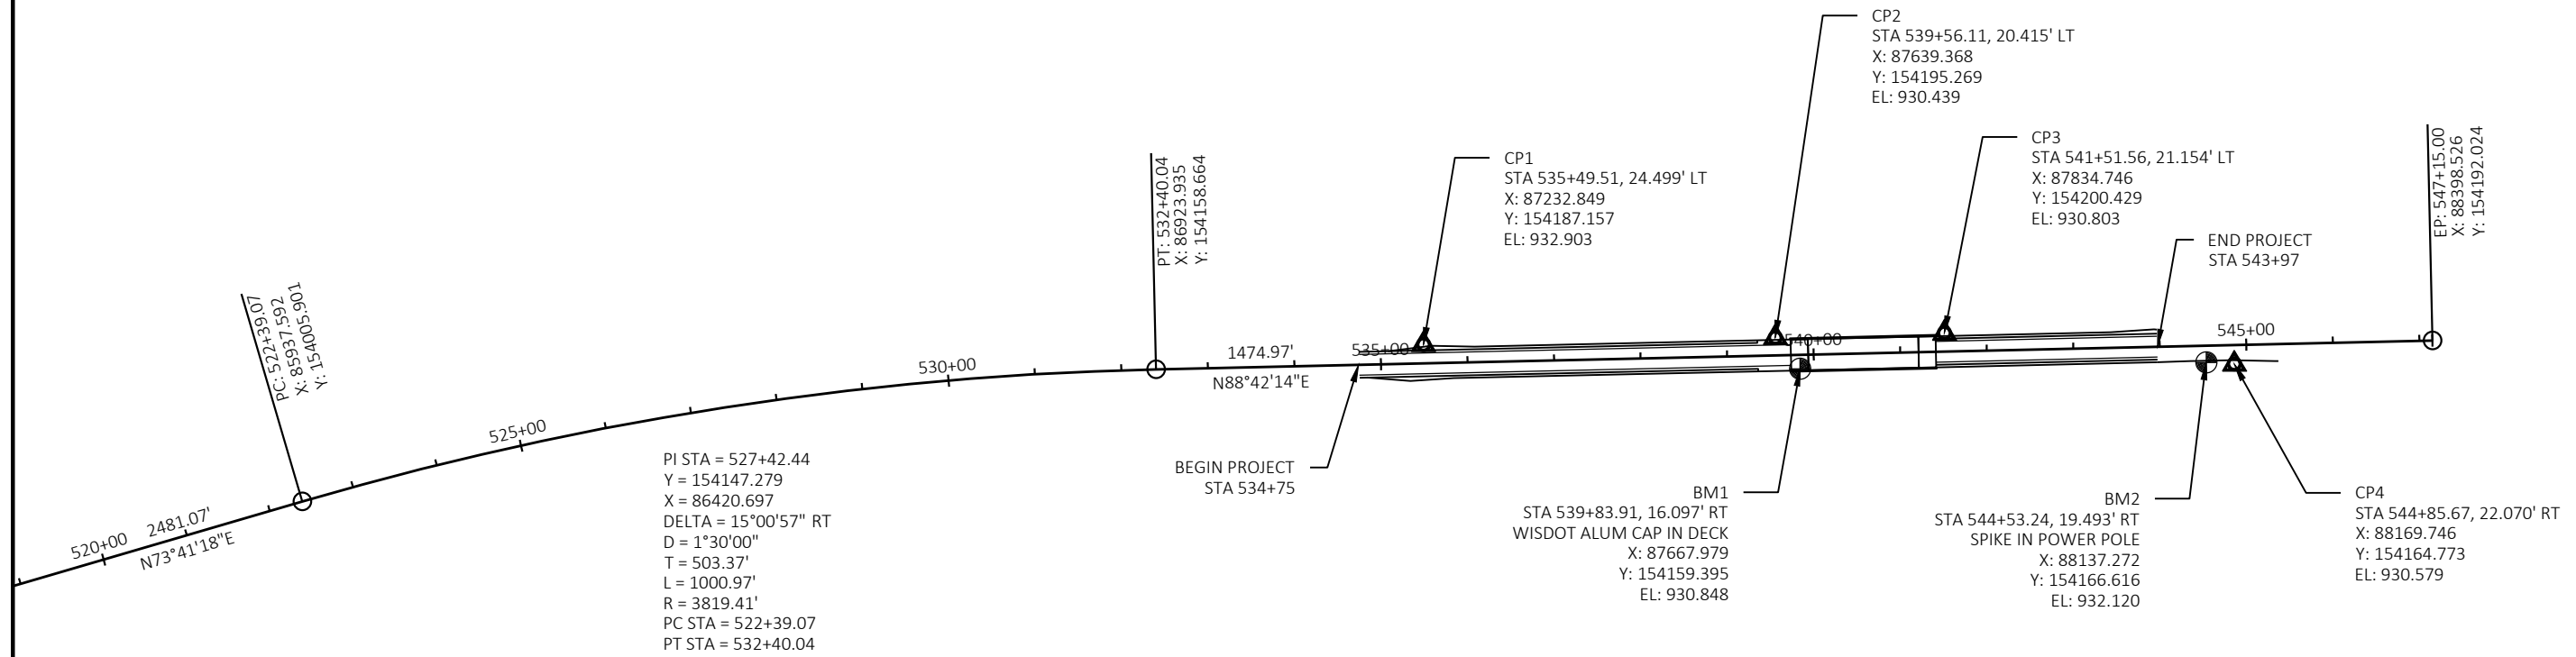 CP2
STA 539+56.11, 20.415' LT
X: 87639.368
Y: 154195.269
EL: 930.439
CP1
STA 535+49.51, 24.499' LT
X: 87232.849
Y: 154187.157
EL: 932.903
CP3
STA 541+51.56, 21.154' LT
X: 87834.746
Y: 154200.429
EL: 930.803
END PROJECT
STA 543+97
EP: 547+15.00
X: 88398.526
Y: 154192.024
PT: 532+40.04
X: 86923.935
Y: 154158.664
PC: 522+39.07
X: 85937.592
Y: 154005.901
520+00
2481.07'
N73°41'18"E
525+00
530+00
1474.97'
N88°42'14"E
535+00
540+00
545+00
PI STA = 527+42.44
Y = 154147.279
X = 86420.697
DELTA = 15°00'57" RT
D = 1°30'00"
T = 503.37'
L = 1000.97'
R = 3819.41'
PC STA = 522+39.07
PT STA = 532+40.04
BEGIN PROJECT
STA 534+75
BM1
STA 539+83.91, 16.097' RT
WISDOT ALUM CAP IN DECK
X: 87667.979
Y: 154159.395
EL: 930.848
BM2
STA 544+53.24, 19.493' RT
SPIKE IN POWER POLE
X: 88137.272
Y: 154166.616
EL: 932.120
CP4
STA 544+85.67, 22.070' RT
X: 88169.746
Y: 154164.773
EL: 930.579